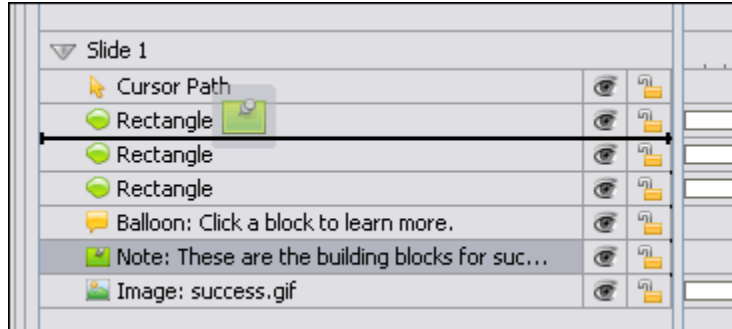 Slide 1
Cursor Path
Rectangle
Rectangle
Rectangle
Balloon: Click a block to learn more.
Note: These are the building blocks for suc...
Image: success.gif